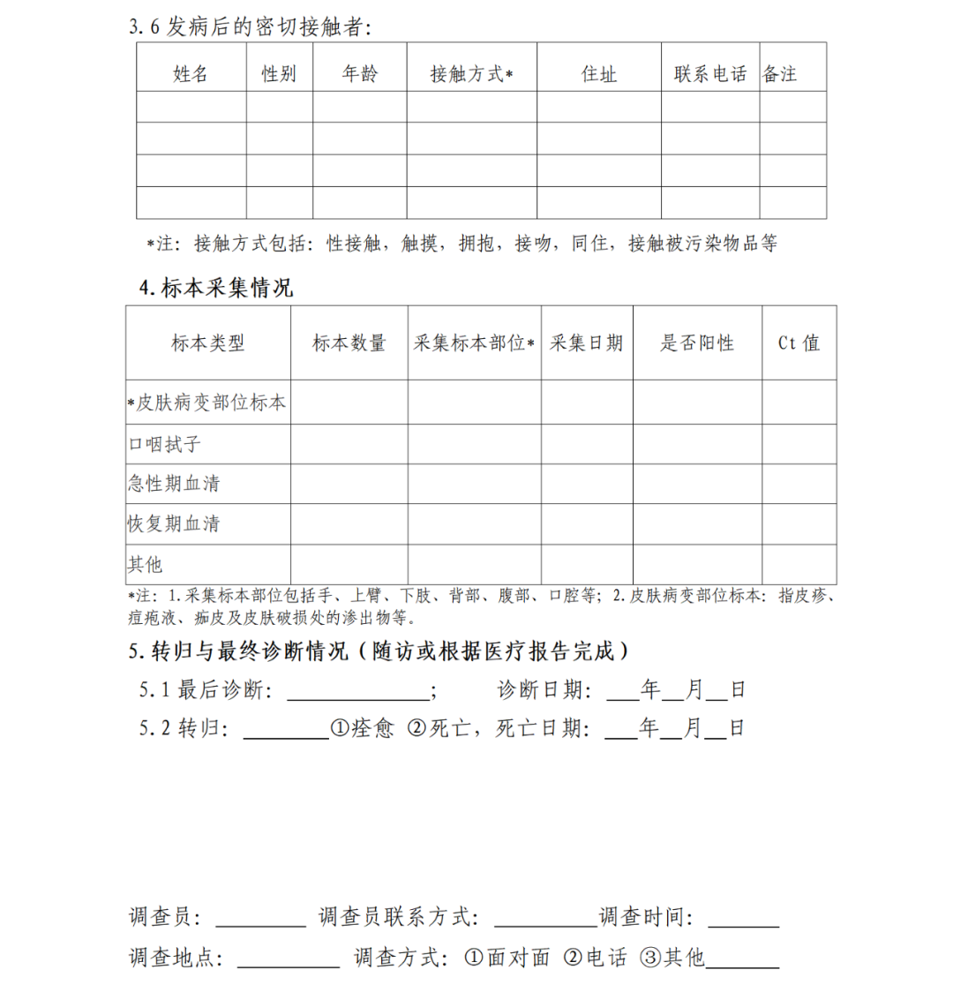 3.6 发病后的密切接触者：
姓名 性别 年龄 接触方式* 住址 联系电话 备注
*注：接触方式包括：性接触，触摸，拥抱，接吻，同住，接触被污染物品等
4.标本采集情况
标本类型 标本数量 采集标本部位* 采集日期 是否阳性 Ct 值
*皮肤病变部位标本
口咽拭子
急性期血清
恢复期血清
其他
*注：1.采集标本部位包括手、上臂、下肢、背部、腹部、口腔等；2.皮肤病变部位标本：指皮疹、
痘疱液、痂皮及皮肤破损处的渗出物等。
5.转归与最终诊断情况（随访或根据医疗报告完成）
5.1 最后诊断：_____________； 诊断日期：___年__月__日
5.2 转归：________①痊愈 ②死亡，死亡日期：___年__月__日
调查员：________ 调查员联系方式：_________调查时间：______
调查地点：_________ 调查方式：①面对面 ②电话 ③其他_______